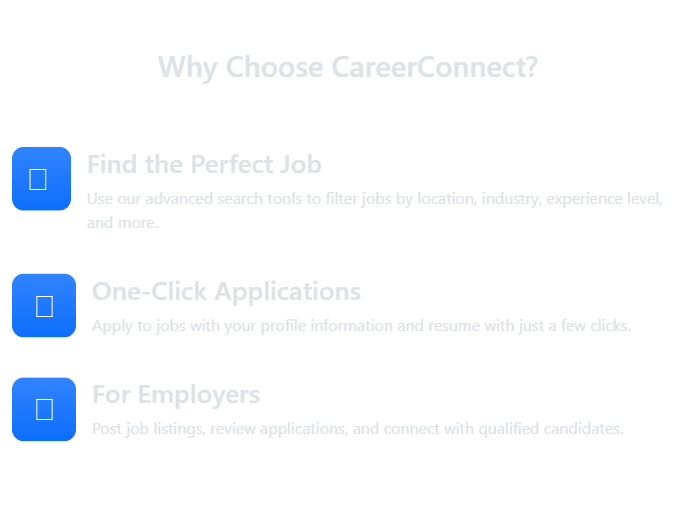 Why Choose CareerConnect?
Find the Perfect Job
Use our advanced search tools to filter jobs by location, industry, experience level,
and more.
One-Click Applications
Apply to jobs with your profile information and resume with just a few clicks.
For Employers
Post job listings, review applications, and connect with qualified candidates.